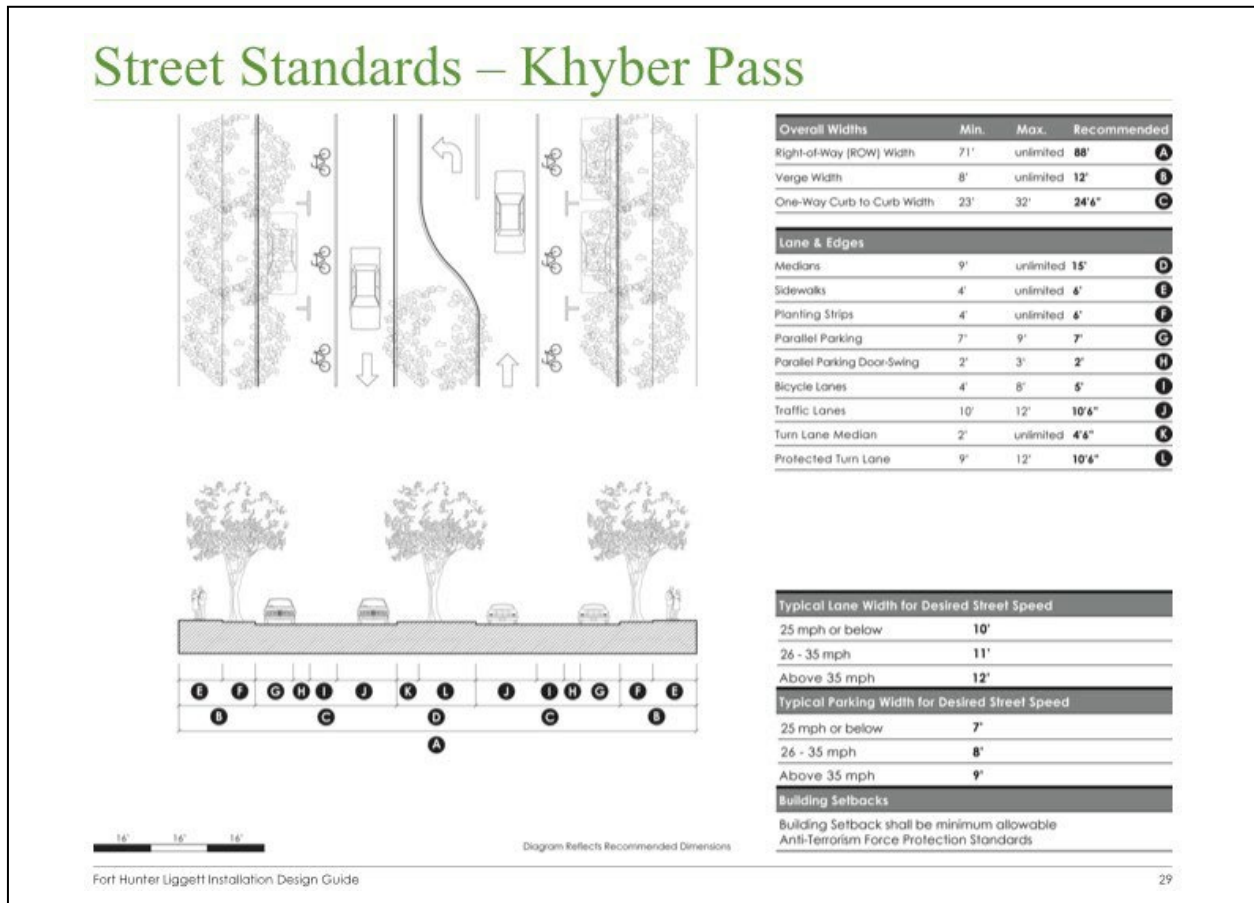 Street Standards – Khyber Pass
Overall Widths Min. Max. Recommended
Right-of-Way (ROW) Width 71' unlimited 88' A
Verge Width 8' unlimited 12' B
One-Way Curb to Curb Width 23' 32' 24'6" C
Lane & Edges
Medians 9' unlimited 15' D
Sidewalks 4' unlimited 6' E
Planting Strips 4' unlimited 6' F
Parallel Parking 7' 9' 7' G
Parallel Parking Door-Swing 2' 3' 2' H
Bicycle Lanes 4' 8' 5' I
Traffic Lanes 10' 12' 10'6" J
Turn Lane Median 2' unlimited 4'6" K
Protected Turn Lane 9' 12' 10'6" L
E F G H I J K L J I H G F E
B C D C B
A
Typical Lane Width for Desired Street Speed
25 mph or below 10'
26 - 35 mph 11'
Above 35 mph 12'
Typical Parking Width for Desired Street Speed
25 mph or below 7'
26 - 35 mph 8'
Above 35 mph 9'
Building Setbacks
Building Setback shall be minimum allowable
Anti-Terrorism Force Protection Standards
16' 16' 16'
Diagram Reflects Recommended Dimensions
Fort Hunter Liggett Installation Design Guide 29